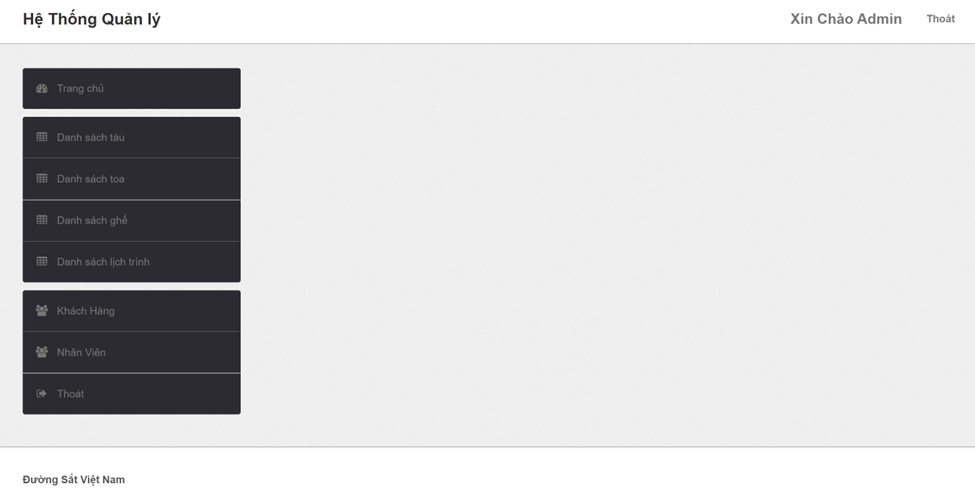 Hệ Thống Quản lý
Xin Chào Admin
Thoát
Trang chủ
Danh sách tàu
Danh sách toa
Danh sách ghế
Danh sách lịch trình
Khách Hàng
Nhân Viên
Thoát
Đường Sắt Việt Nam